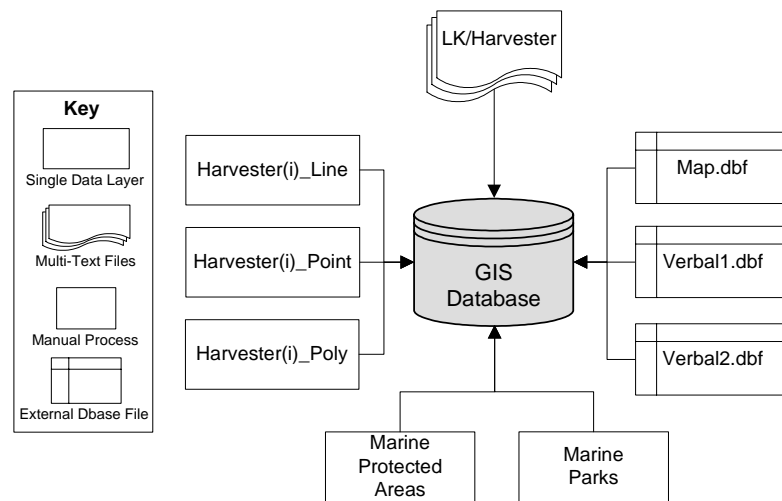 LK/Harvester
Key
Single Data Layer
Multi-Text Files
Manual Process
External Dbase File
Harvester(i)_Line
Harvester(i)_Point
Harvester(i)_Poly
GIS
Database
Map.dbf
Verbal1.dbf
Verbal2.dbf
Marine
Protected
Areas
Marine
Parks